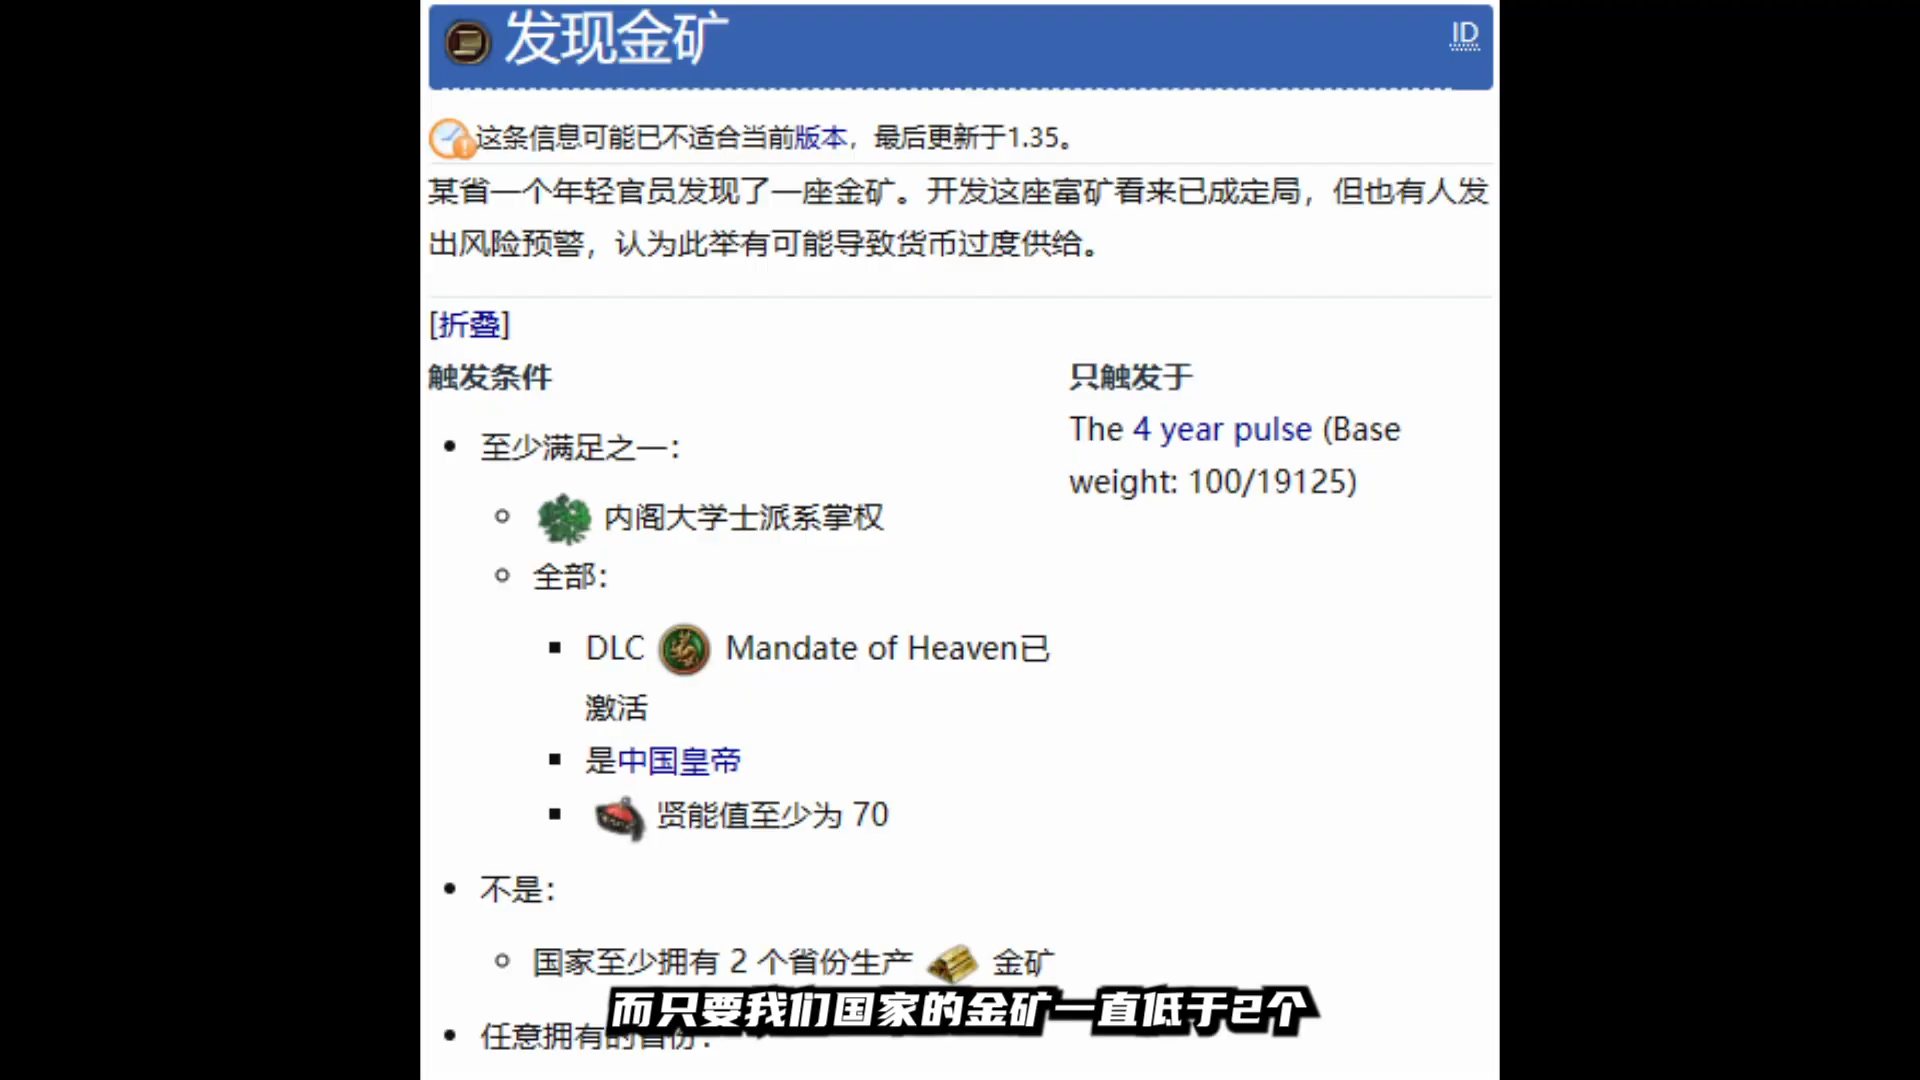 发现金矿
ID
这条信息可能已不适合当前版本，最后更新于1.35。
某省一个年轻官员发现了一座金矿。开发这座富矿看来已成定局，但也有人发
出风险预警，认为此举有可能导致货币过度供给。
[折叠]
触发条件
只触发于
The 4 year pulse (Base
weight: 100/19125)
至少满足之一：
内阁大学士派系掌权
全部：
DLC Mandate of Heaven已
激活
是中国皇帝
贤能值至少为 70
不是：
国家至少拥有 2 个省份生产 金矿
而只要我们国家的金矿一直低于2个
任意拥有的省份：